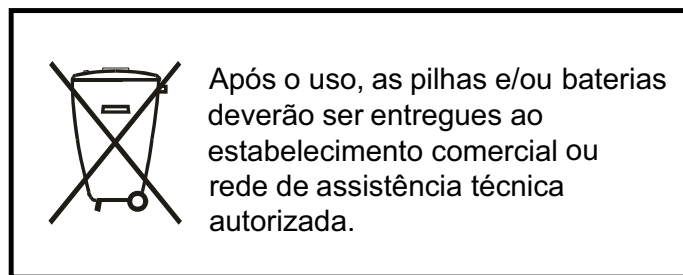 Após o uso, as pilhas e/ou baterias
deverão ser entregues ao
estabelecimento comercial ou
rede de assistência técnica
autorizada.